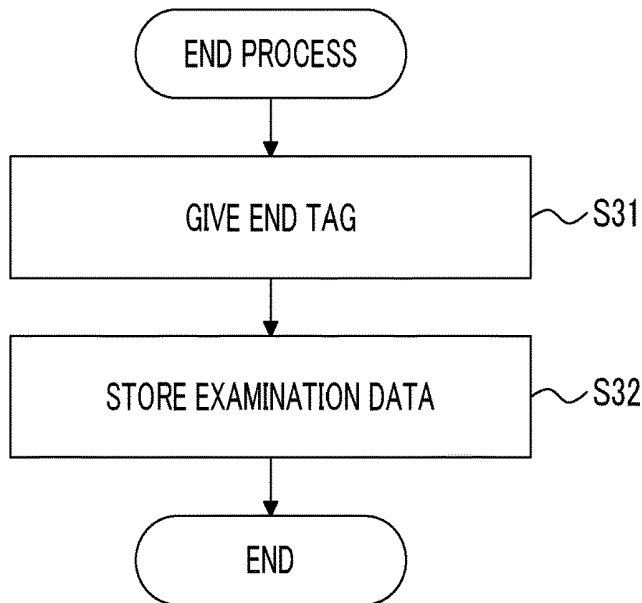 END PROCESS
GIVE END TAG
S31
STORE EXAMINATION DATA
S32
END